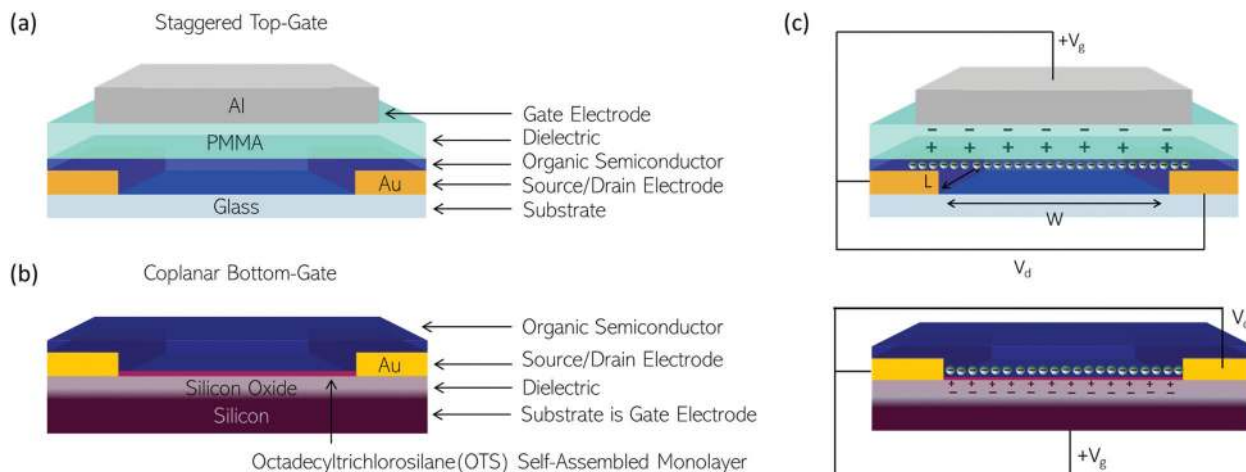 (a)
Staggered Top-Gate
Al
PMMA
Au
Glass
Gate Electrode
Dielectric
Organic Semiconductor
Source/Drain Electrode
Substrate
(b)
Coplanar Bottom-Gate
Au
Silicon Oxide
Silicon
Organic Semiconductor
Source/Drain Electrode
Dielectric
Substrate is Gate Electrode
Octadecyltrichlorosilane(OTS) Self-Assembled Monolayer
(c)
+Vg
- - - - - - -
+ + + + + + +
L
W
Vd
+ + + + + + + + + + + +
- - - - - - - - - - - -
+Vg